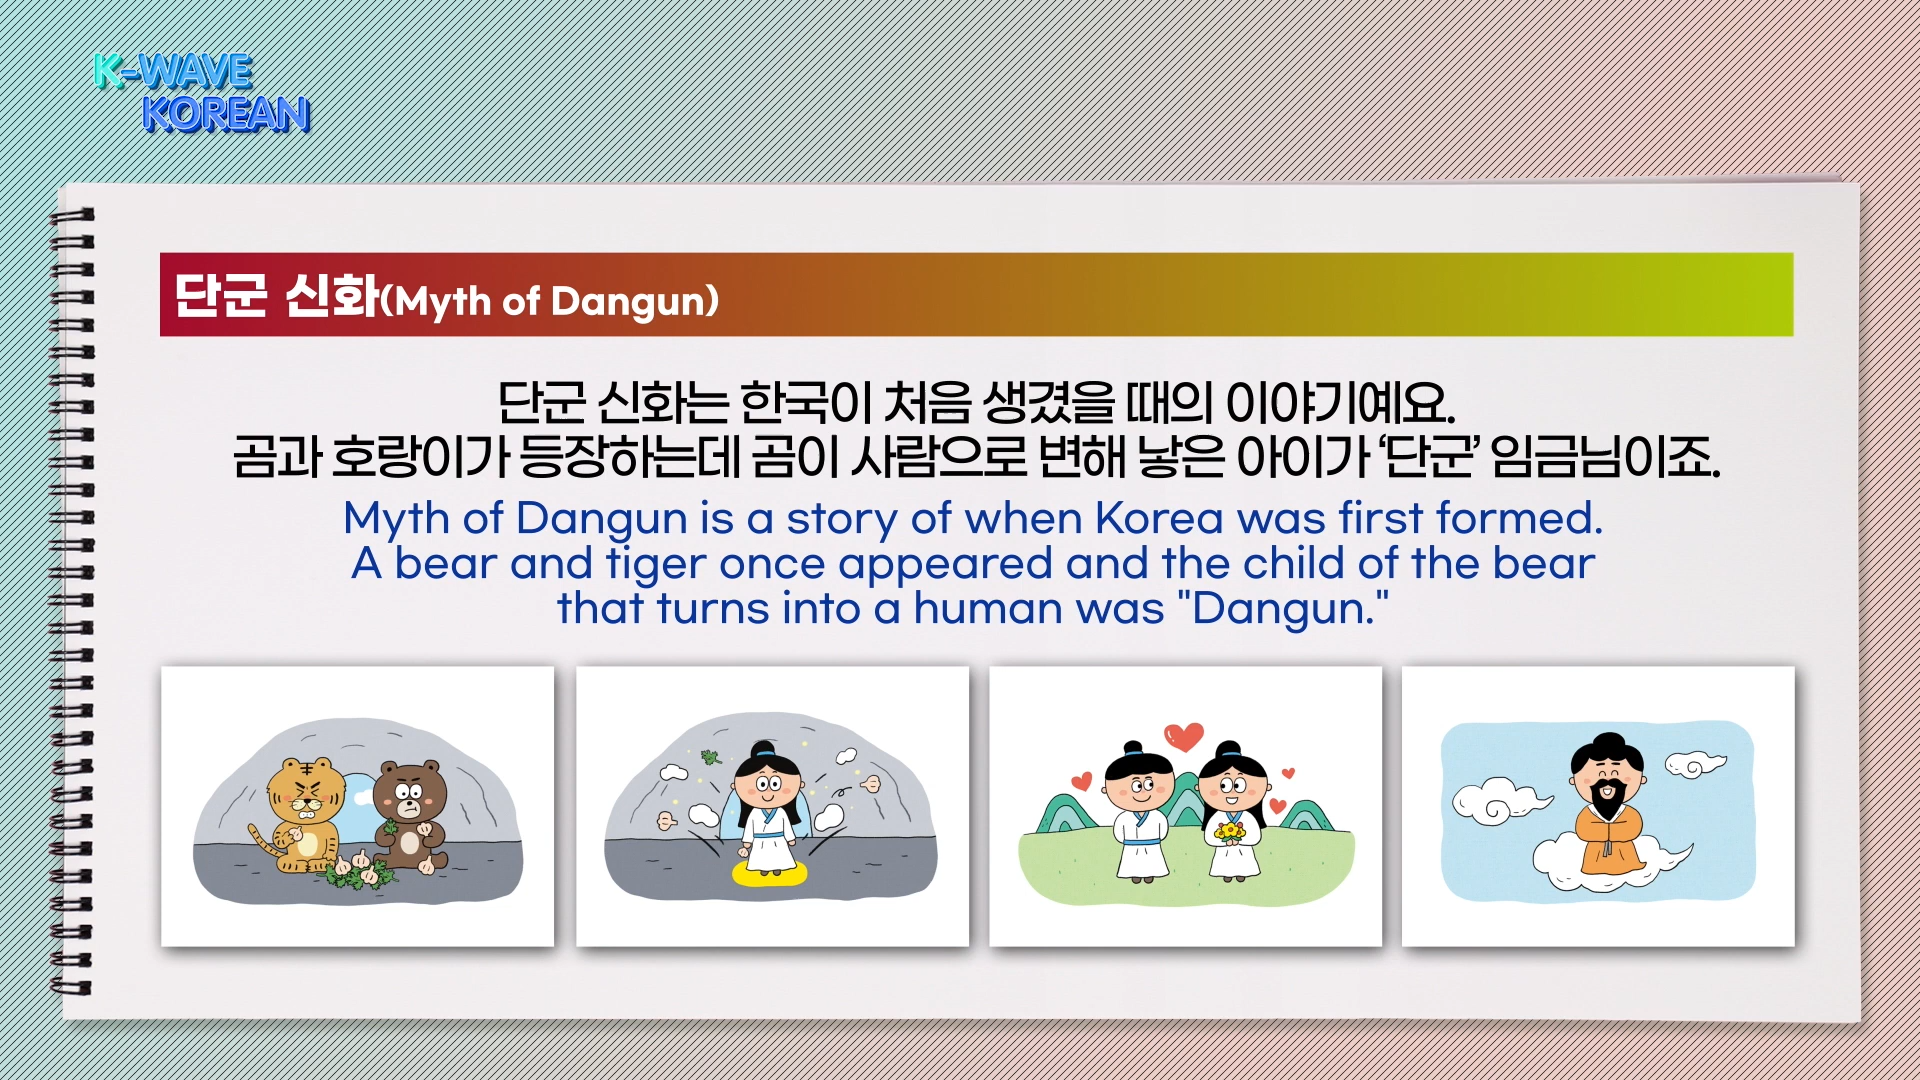 K-WAVE
KOREAN
단군 신화(Myth of Dangun)
단군 신화는 한국이 처음 생겼을 때의 이야기예요.
곰과 호랑이가 등장하는데 곰이 사람으로 변해 낳은 아이가 ‘단군’ 임금님이죠.
Myth of Dangun is a story of when Korea was first formed.
A bear and tiger once appeared and the child of the bear
that turns into a human was "Dangun."